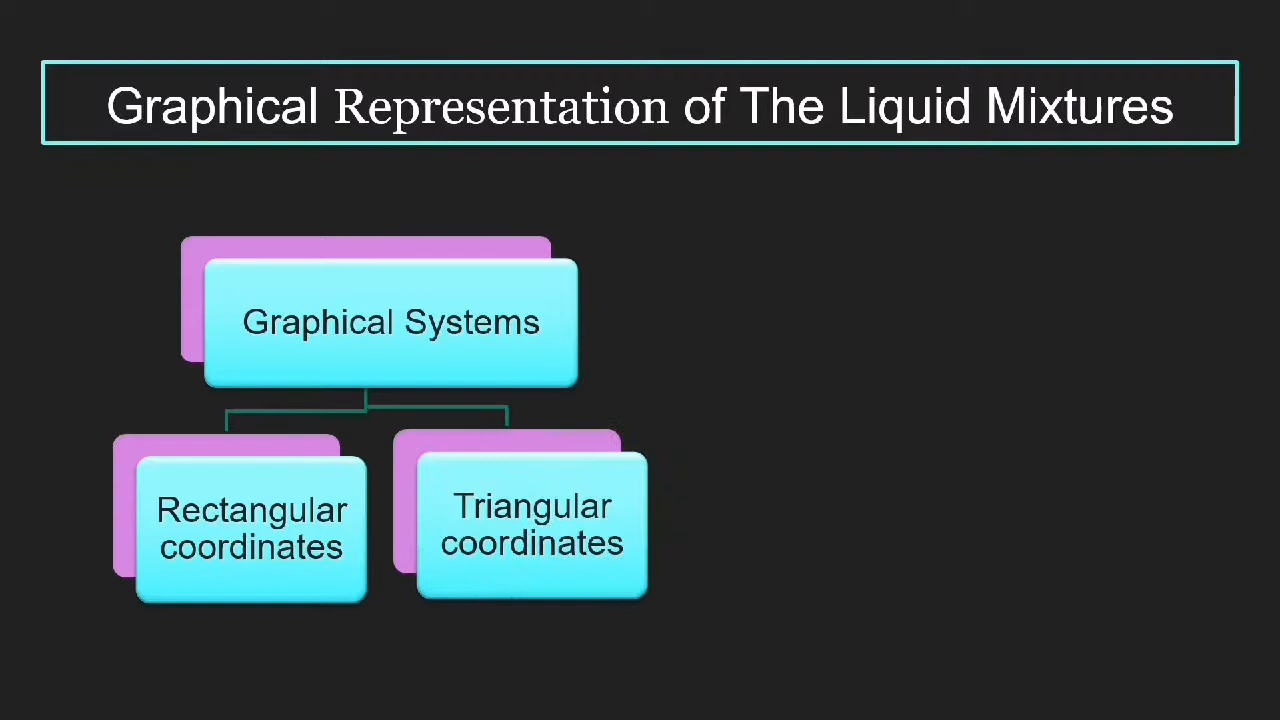 Graphical Representation of The Liquid Mixtures
Graphical Systems
Rectangular
coordinates
Triangular
coordinates